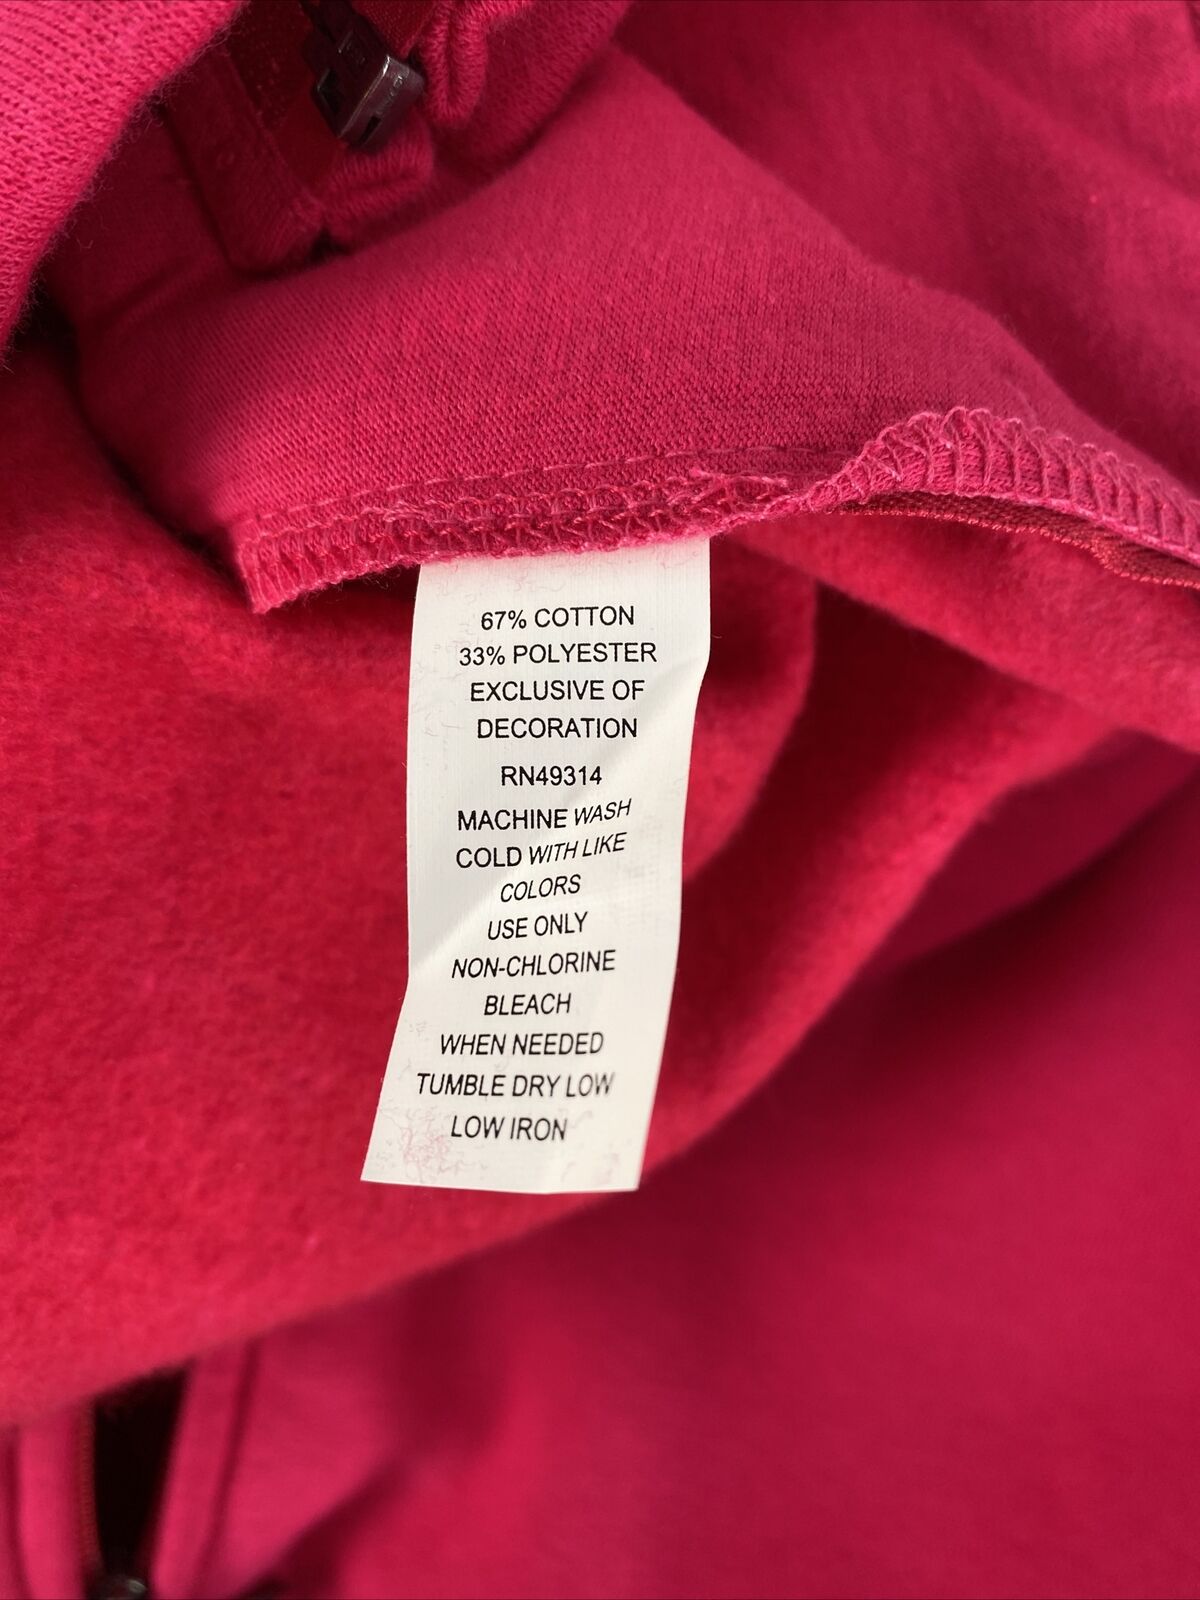 67% COTTON
33% POLYESTER
EXCLUSIVE OF
DECORATION
RN49314
MACHINE WASH
COLD WITH LIKE
COLORS
USE ONLY
NON-CHLORINE
BLEACH
WHEN NEEDED
TUMBLE DRY LOW
LOW IRON